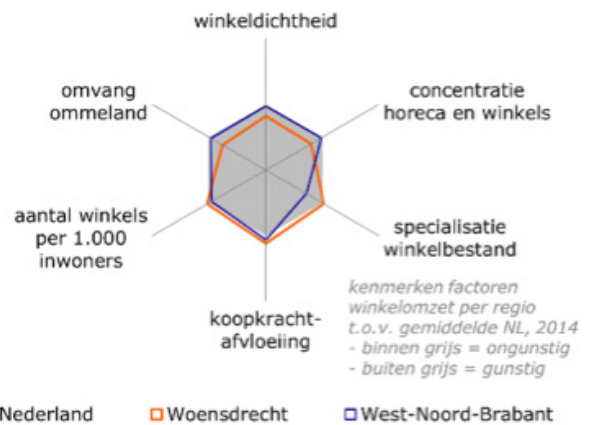 winkeldichtheid
omvang
ommeland
concentratie
horeca en winkels
aantal winkels
per 1.000
inwoners
specialisatie
winkelbestand
koopkracht-
afvloeiing
kenmerken factoren
winkelomzet per regio
t.o.v. gemiddelde NL, 2014
- binnen grijs = ongunstig
- buiten grijs = gunstig
Nederland Woensdrecht West-Noord-Brabant